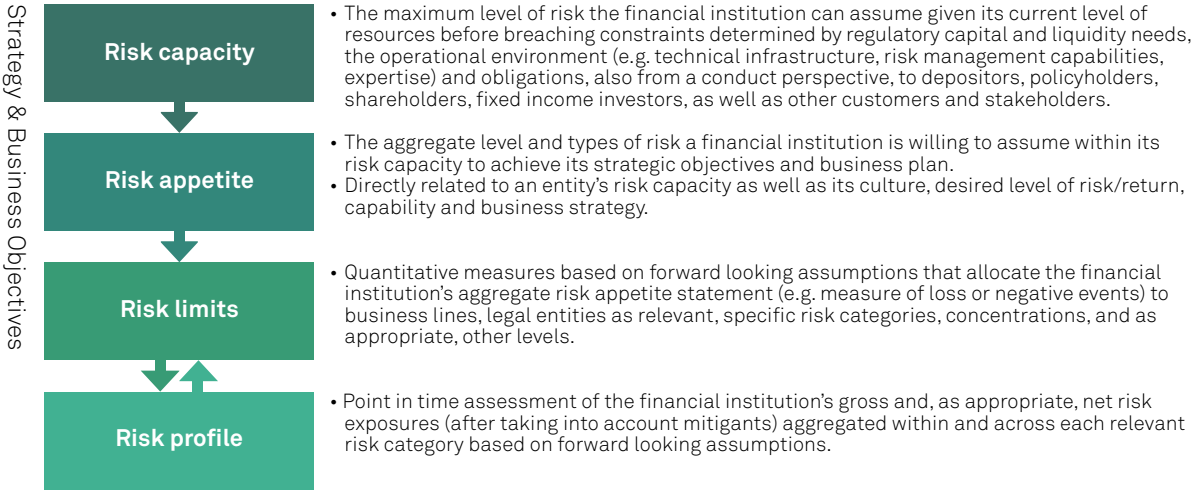 Strategy & Business Objectives
Risk capacity
• The maximum level of risk the financial institution can assume given its current level of
resources before breaching constraints determined by regulatory capital and liquidity needs,
the operational environment (e.g. technical infrastructure, risk management capabilities,
expertise) and obligations, also from a conduct perspective, to depositors, policyholders,
shareholders, fixed income investors, as well as other customers and stakeholders.
Risk appetite
• The aggregate level and types of risk a financial institution is willing to assume within its
risk capacity to achieve its strategic objectives and business plan.
• Directly related to an entity's risk capacity as well as its culture, desired level of risk/return,
capability and business strategy.
Risk limits
• Quantitative measures based on forward looking assumptions that allocate the financial
institution's aggregate risk appetite statement (e.g. measure of loss or negative events) to
business lines, legal entities as relevant, specific risk categories, concentrations, and as
appropriate, other levels.
Risk profile
• Point in time assessment of the financial institution's gross and, as appropriate, net risk
exposures (after taking into account mitigants) aggregated within and across each relevant
risk category based on forward looking assumptions.